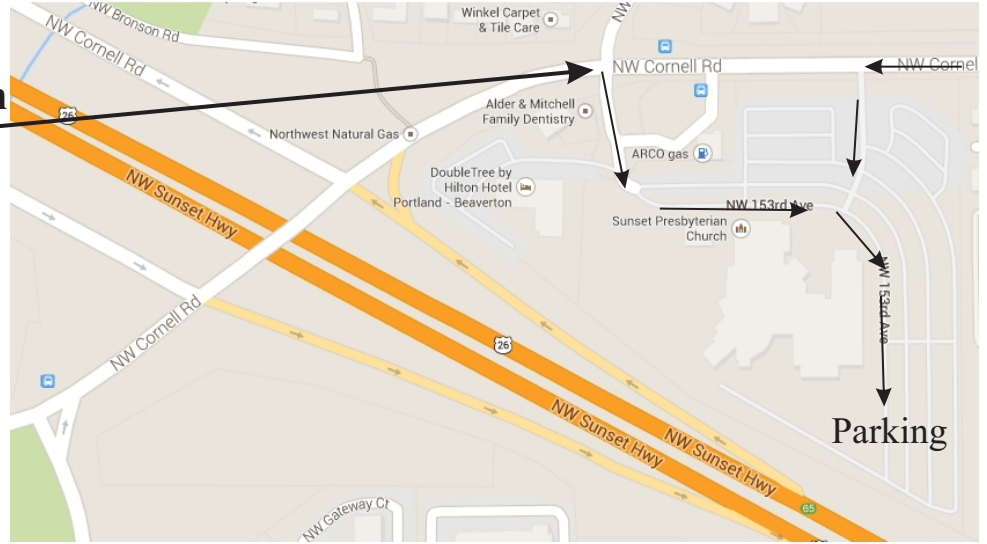 Winkel Carpet
& Tile Care
NW
NW Bronson Rd
NW Cornell Rd
NW Cornell Rd
NW Cornel
26
Alder & Mitchell
Family Dentistry
Northwest Natural Gas
ARCO gas
DoubleTree by
Hilton Hotel
Portland - Beaverton
NW Sunset Hwy
NW 153rd Ave
Sunset Presbyterian
Church
NW 153rd Ave
NW Cornell Rd
26
NW Sunset Hwy
NW Sunset Hwy
Parking
65
NW Gateway Ct